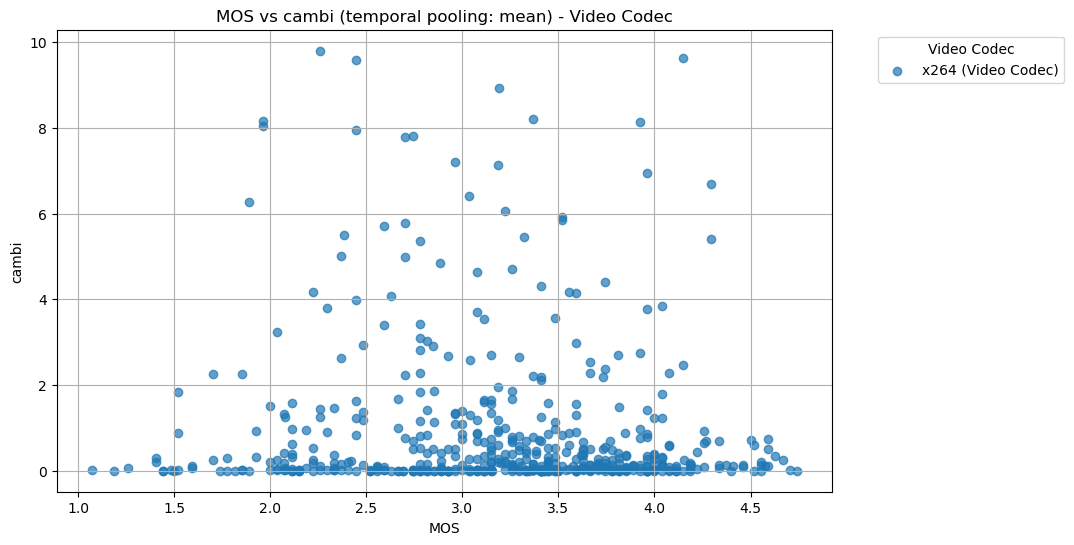 MOS vs cambi (temporal pooling: mean) - Video Codec
10
8
6
4
2
0
cambi
1.0 1.5 2.0 2.5 3.0 3.5 4.0 4.5
MOS
Video Codec
x264 (Video Codec)